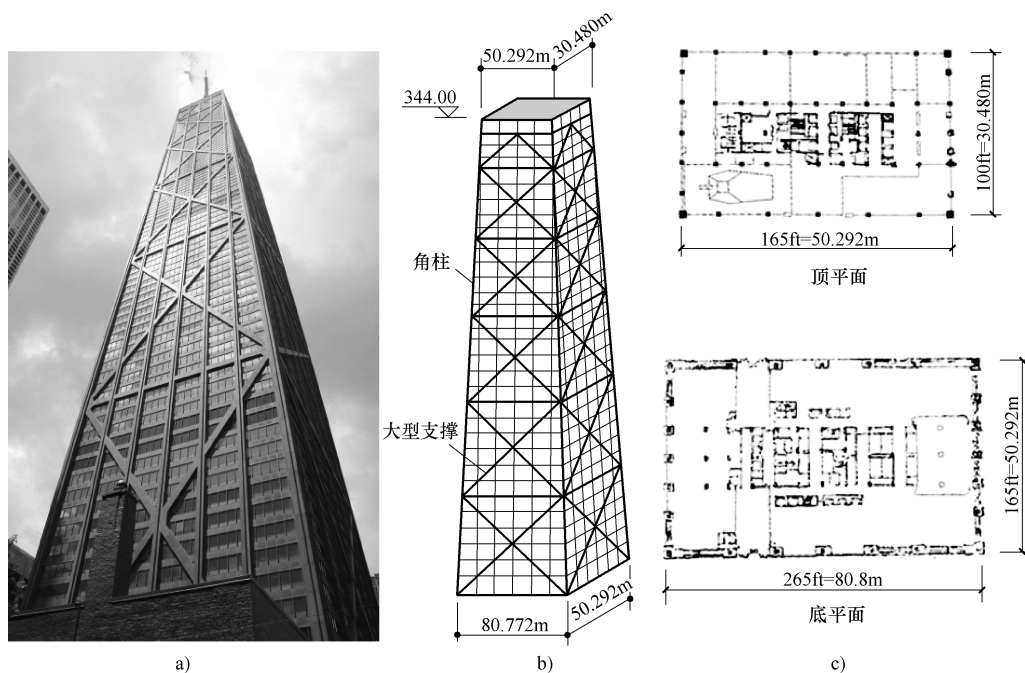 50.292m
30.480m
344.00
角柱
大型支撑
80.772m
50.292m
100ft=30.480m
165ft=50.292m
顶平面
165ft=50.292m
265ft=80.8m
底平面
a)
b)
c)